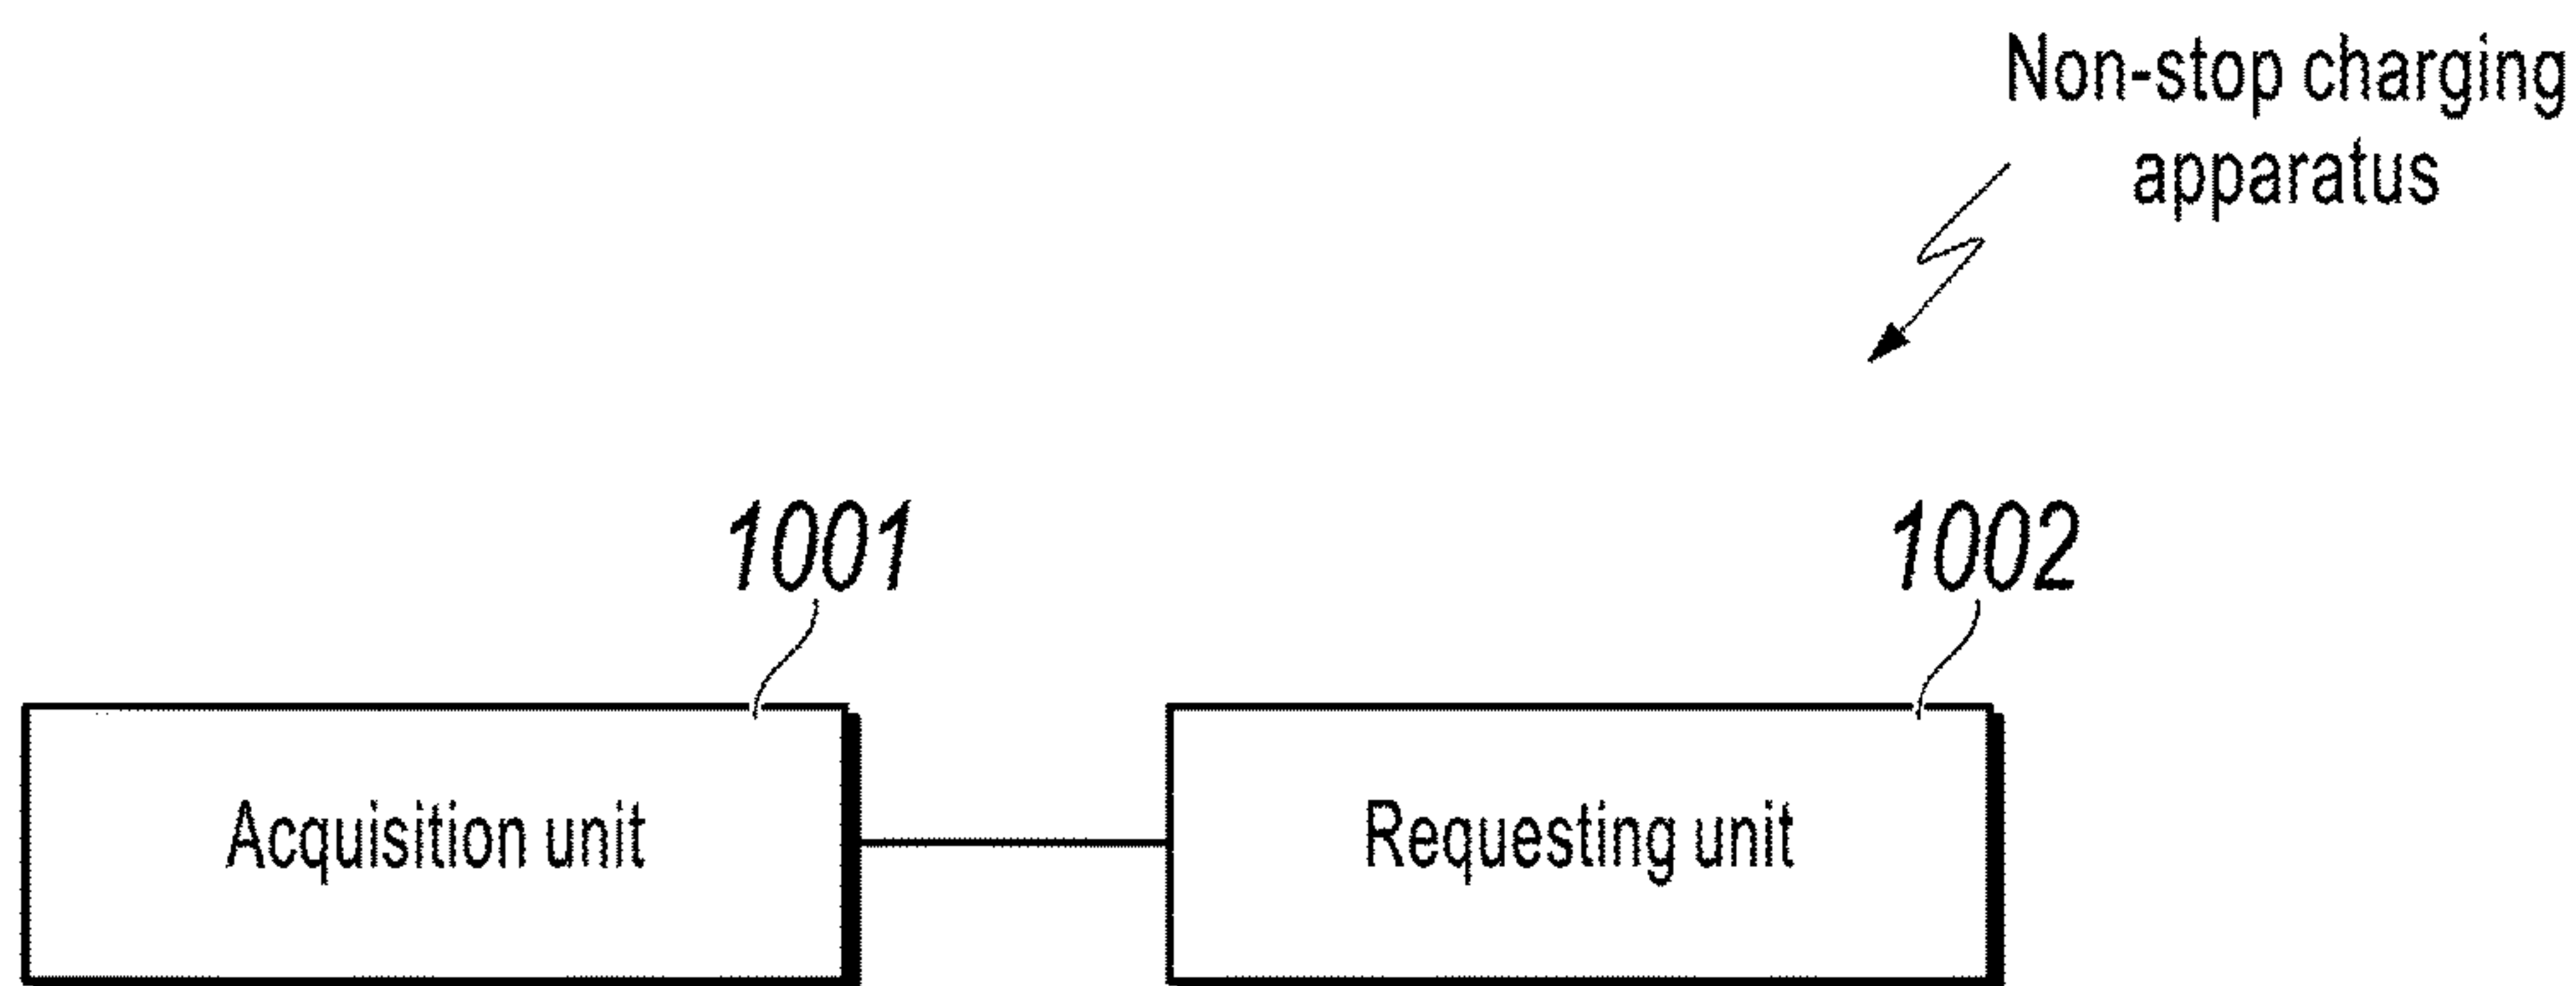 Non-stop charging
apparatus
1001
1002
Acquisition unit
Requesting unit